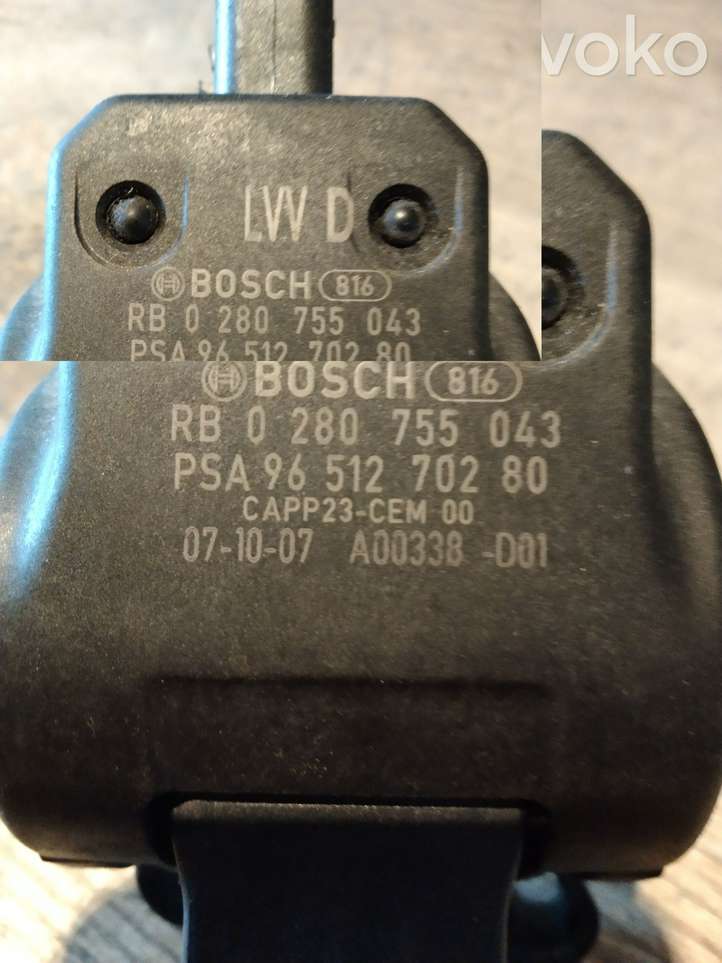 voko
LVV D
BOSCH 816
RB 0 280 755 043
PSA 96 512 702 80
BOSCH 816
RB 0 280 755 043
PSA 96 512 702 80
CAPP23-CEM 00
07-10-07 A00338 -D01